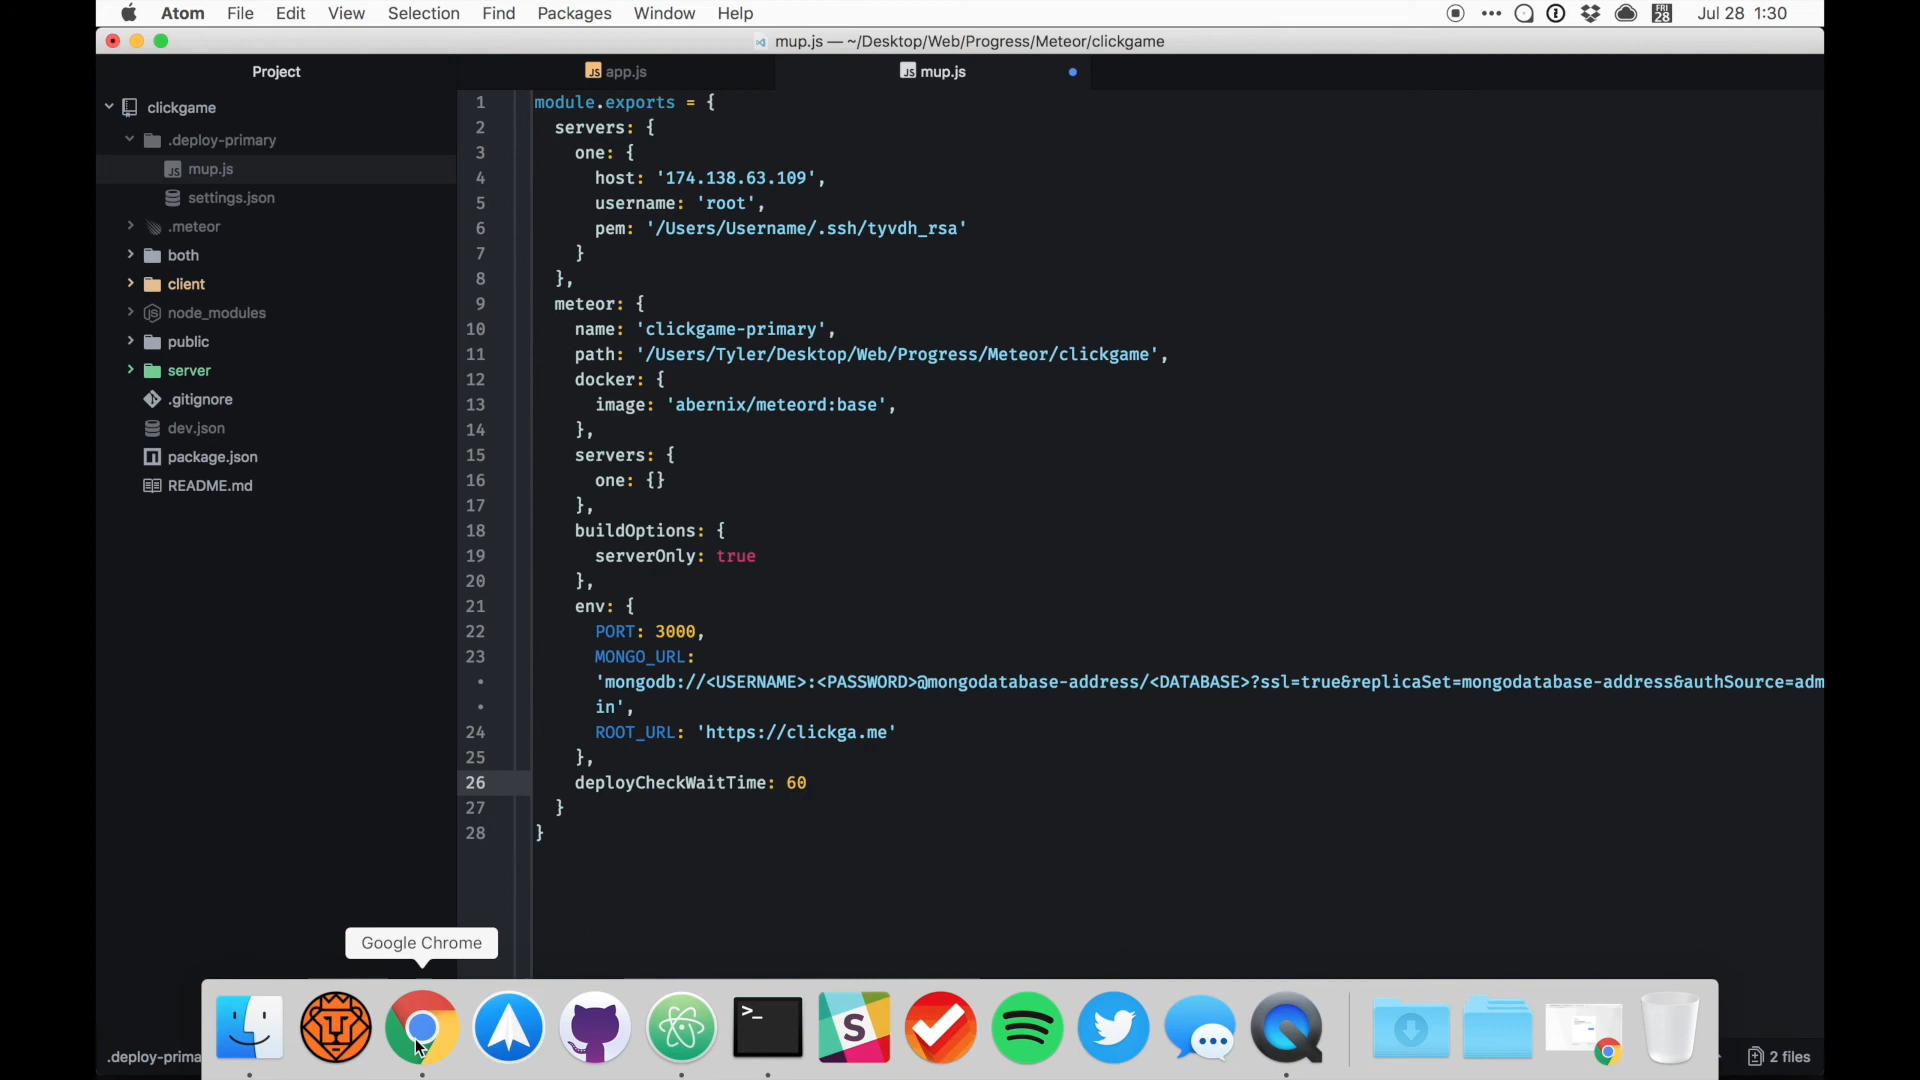 Atom File Edit View Selection Find Packages Window Help FRI 28 Jul 28 1:30
mup.js — ~/Desktop/Web/Progress/Meteor/clickgame
Project
JS app.js
JS mup.js
clickgame
.deploy-primary
JS mup.js
settings.json
.meteor
both
client
node_modules
public
server
.gitignore
dev.json
package.json
README.md
1 module.exports = {
2 servers: {
3 one: {
4 host: '174.138.63.109',
5 username: 'root',
6 pem: '/Users/Username/.ssh/tyvdh_rsa'
7 }
8 },
9 meteor: {
10 name: 'clickgame-primary',
11 path: '/Users/Tyler/Desktop/Web/Progress/Meteor/clickgame',
12 docker: {
13 image: 'abernix/meteord:base',
14 },
15 servers: {
16 one: {}
17 },
18 buildOptions: {
19 serverOnly: true
20 },
21 env: {
22 PORT: 3000,
23 MONGO_URL:
• 'mongodb://<USERNAME>:<PASSWORD>@mongodatabase-address/<DATABASE>?ssl=true&replicaSet=mongodatabase-address&authSource=adm
• in',
24 ROOT_URL: 'https://clickga.me'
25 },
26 deployCheckWaitTime: 60
27 }
28 }
Google Chrome
>_
S
.deploy-prima
2 files